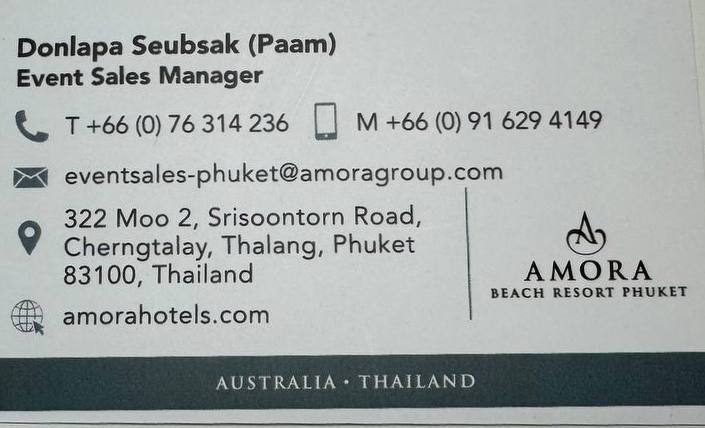 Donlapa Seubsak (Paam)
Event Sales Manager
T +66 (0) 76 314 236 M +66 (0) 91 629 4149
eventsales-phuket@amoragroup.com
322 Moo 2, Srisoontorn Road,
Cherngtalay, Thalang, Phuket
83100, Thailand
amorahotels.com
AMORA
BEACH RESORT PHUKET
AUSTRALIA • THAILAND